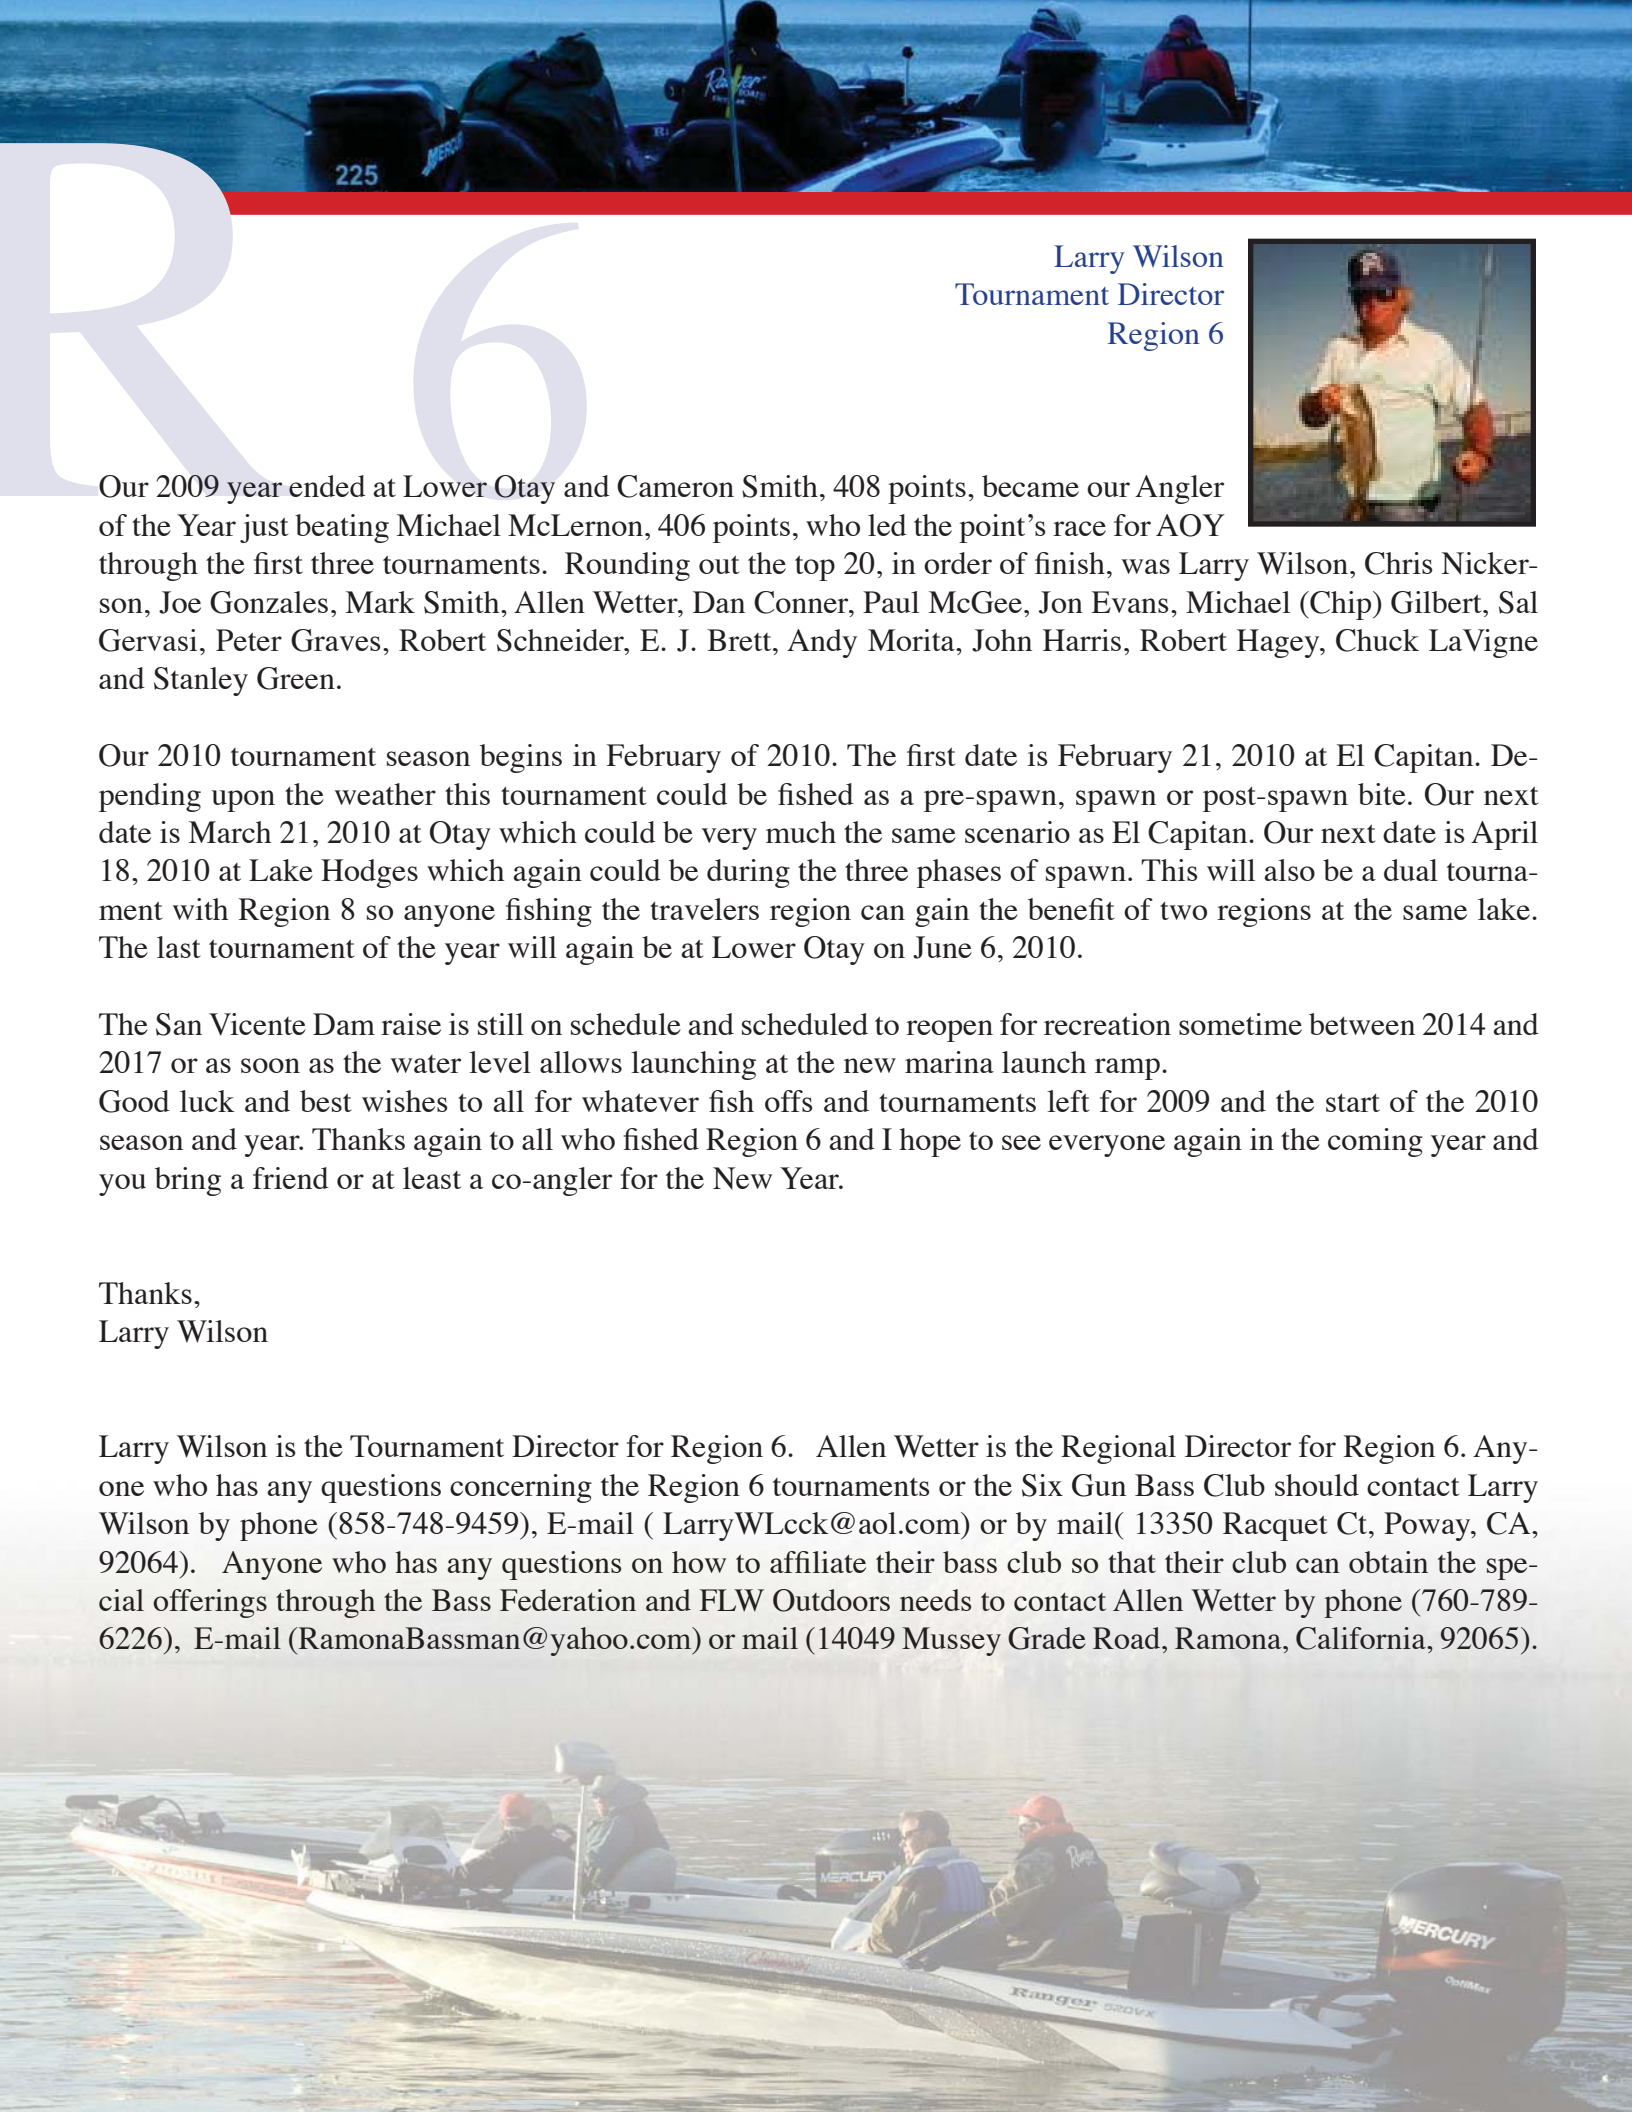 Ranger
BOATS
MERCURY
225
R 6
Larry Wilson
Tournament Director
Region 6
Our 2009 year ended at Lower Otay and Cameron Smith, 408 points, became our Angler
of the Year just beating Michael McLernon, 406 points, who led the point's race for AOY
through the first three tournaments.  Rounding out the top 20, in order of finish, was Larry Wilson, Chris Nicker-
son, Joe Gonzales, Mark Smith, Allen Wetter, Dan Conner, Paul McGee, Jon Evans, Michael (Chip) Gilbert, Sal
Gervasi, Peter Graves, Robert Schneider, E. J. Brett, Andy Morita, John Harris, Robert Hagey, Chuck LaVigne
and Stanley Green.
Our 2010 tournament season begins in February of 2010. The first date is February 21, 2010 at El Capitan. De-
pending upon the weather this tournament could be fished as a pre-spawn, spawn or post-spawn bite. Our next
date is March 21, 2010 at Otay which could be very much the same scenario as El Capitan. Our next date is April
18, 2010 at Lake Hodges which again could be during the three phases of spawn. This will also be a dual tourna-
ment with Region 8 so anyone fishing the travelers region can gain the benefit of two regions at the same lake.
The last tournament of the year will again be at Lower Otay on June 6, 2010.
The San Vicente Dam raise is still on schedule and scheduled to reopen for recreation sometime between 2014 and
2017 or as soon as the water level allows launching at the new marina launch ramp.
Good luck and best wishes to all for whatever fish offs and tournaments left for 2009 and the start of the 2010
season and year. Thanks again to all who fished Region 6 and I hope to see everyone again in the coming year and
you bring a friend or at least a co-angler for the New Year.
Thanks,
Larry Wilson
Larry Wilson is the Tournament Director for Region 6.   Allen Wetter is the Regional Director for Region 6. Any-
one who has any questions concerning the Region 6 tournaments or the Six Gun Bass Club should contact Larry
Wilson by phone (858-748-9459), E-mail ( LarryWLcck@aol.com) or by mail( 13350 Racquet Ct, Poway, CA,
92064).   Anyone who has any questions on how to affiliate their bass club so that their club can obtain the spe-
cial offerings through the Bass Federation and FLW Outdoors needs to contact Allen Wetter by phone (760-789-
6226),  E-mail (RamonaBassman@yahoo.com) or mail (14049 Mussey Grade Road, Ramona, California, 92065).
Ranger
MERCURY
MERCURY
OptiMax
Ranger 520VX